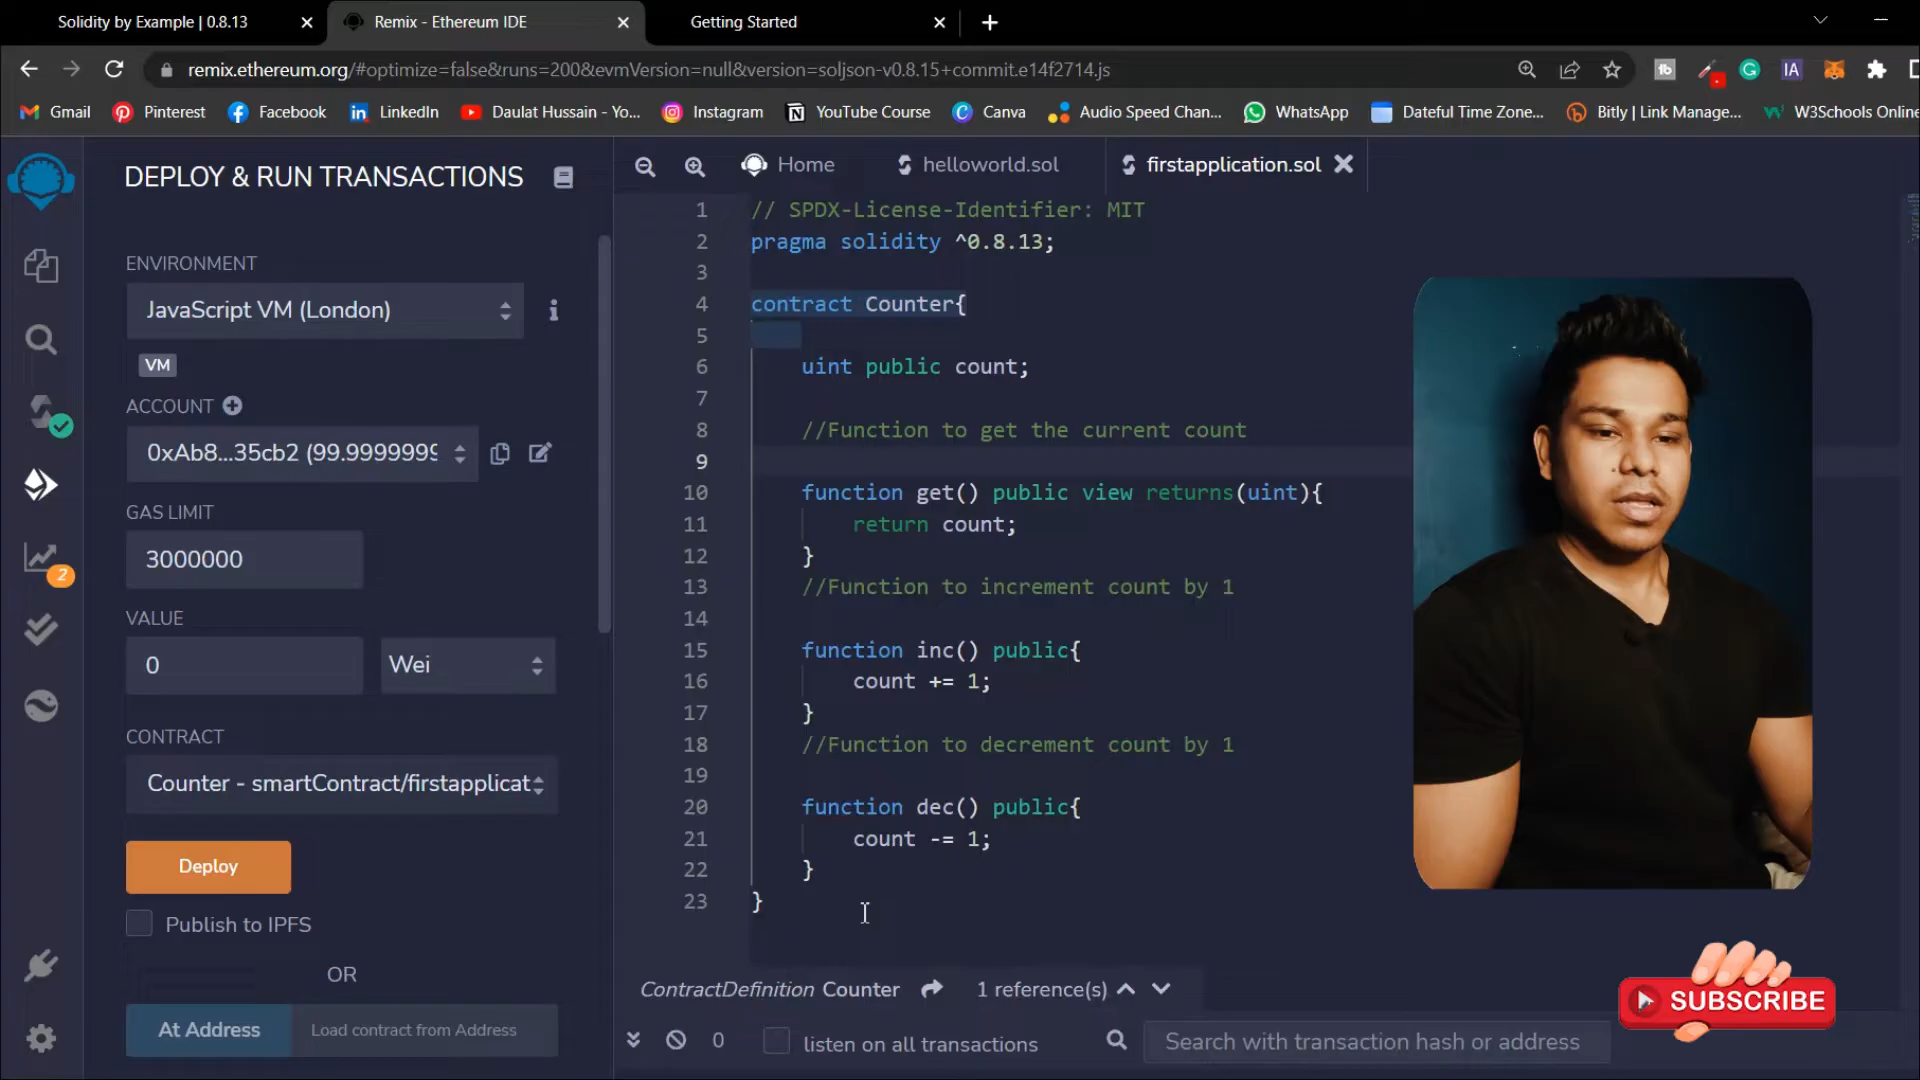 Solidity by Example | 0.8.13
Remix - Ethereum IDE
Getting Started
remix.ethereum.org/#optimize=false&runs=200&evmVersion=null&version=soljson-v0.8.15+commit.e14f2714.js
Gmail
Pinterest
Facebook
LinkedIn
Daulat Hussain - Yo...
Instagram
YouTube Course
Canva
Audio Speed Chan...
WhatsApp
Dateful Time Zone...
Bitly | Link Manage...
W3Schools Online
DEPLOY & RUN TRANSACTIONS
ENVIRONMENT
JavaScript VM (London)
VM
ACCOUNT
0xAb8...35cb2 (99.9999999
GAS LIMIT
3000000
VALUE
0
Wei
CONTRACT
Counter - smartContract/firstapplicat
Deploy
Publish to IPFS
OR
At Address
Load contract from Address
2
Home
helloworld.sol
firstapplication.sol
1 // SPDX-License-Identifier: MIT
2 pragma solidity ^0.8.13;
3
4 contract Counter{
5
6 uint public count;
7
8 //Function to get the current count
9
10 function get() public view returns(uint){
11 return count;
12 }
13 //Function to increment count by 1
14
15 function inc() public{
16 count += 1;
17 }
18 //Function to decrement count by 1
19
20 function dec() public{
21 count -= 1;
22 }
23 }
ContractDefinition Counter
1 reference(s)
0
listen on all transactions
Search with transaction hash or address
SUBSCRIBE
IA